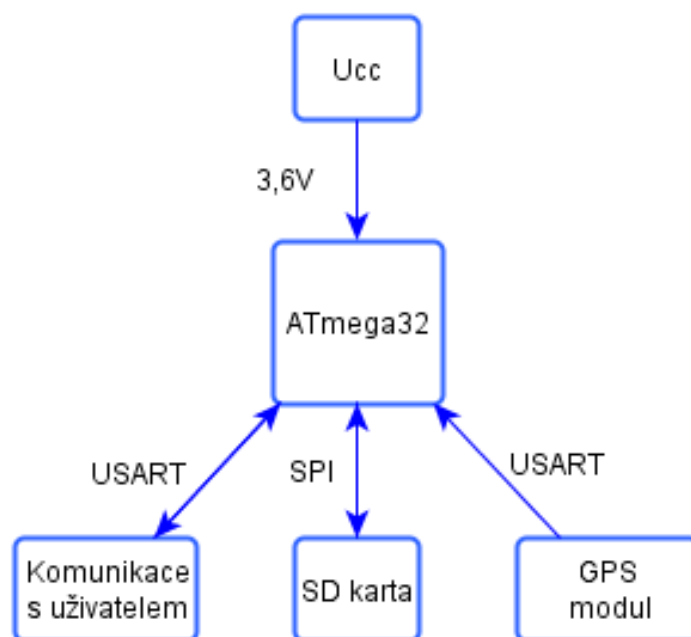 Ucc
3,6V
ATmega32
USART
SPI
USART
Komunikace
s uživatelem
SD karta
GPS
modul